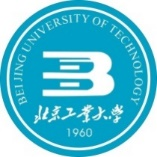 BEIJING UNIVERSITY OF TECHNOLOGY
北京工业大学
1960